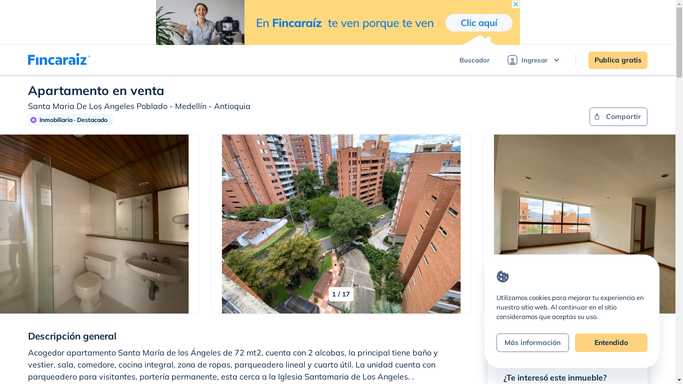 En Fincaraíz te ven porque te ven
Clic aquí
Fincaraíz
Buscador
Ingresar
Publica gratis
Apartamento en venta
Santa Maria De Los Angeles Poblado - Medellín - Antioquia
Inmobiliaria · Destacado
Compartir
1 / 17
Utilizamos cookies para mejorar tu experiencia en
nuestro sitio web. Al continuar en el sitio
consideramos que aceptas su uso.
Más información
Entendido
Descripción general
Acogedor apartamento Santa María de los Ángeles de 72 mt2, cuenta con 2 alcobas, la principal tiene baño y
vestier, sala, comedore, cocina integral, zona de ropas, parqueadero lineal y cuarto útil. La unidad cuenta con
parqueadero para visitantes, portería permanente, esta cerca a la Iglesia Santamaria de Los Angeles. .
¿Te interesó este inmueble?